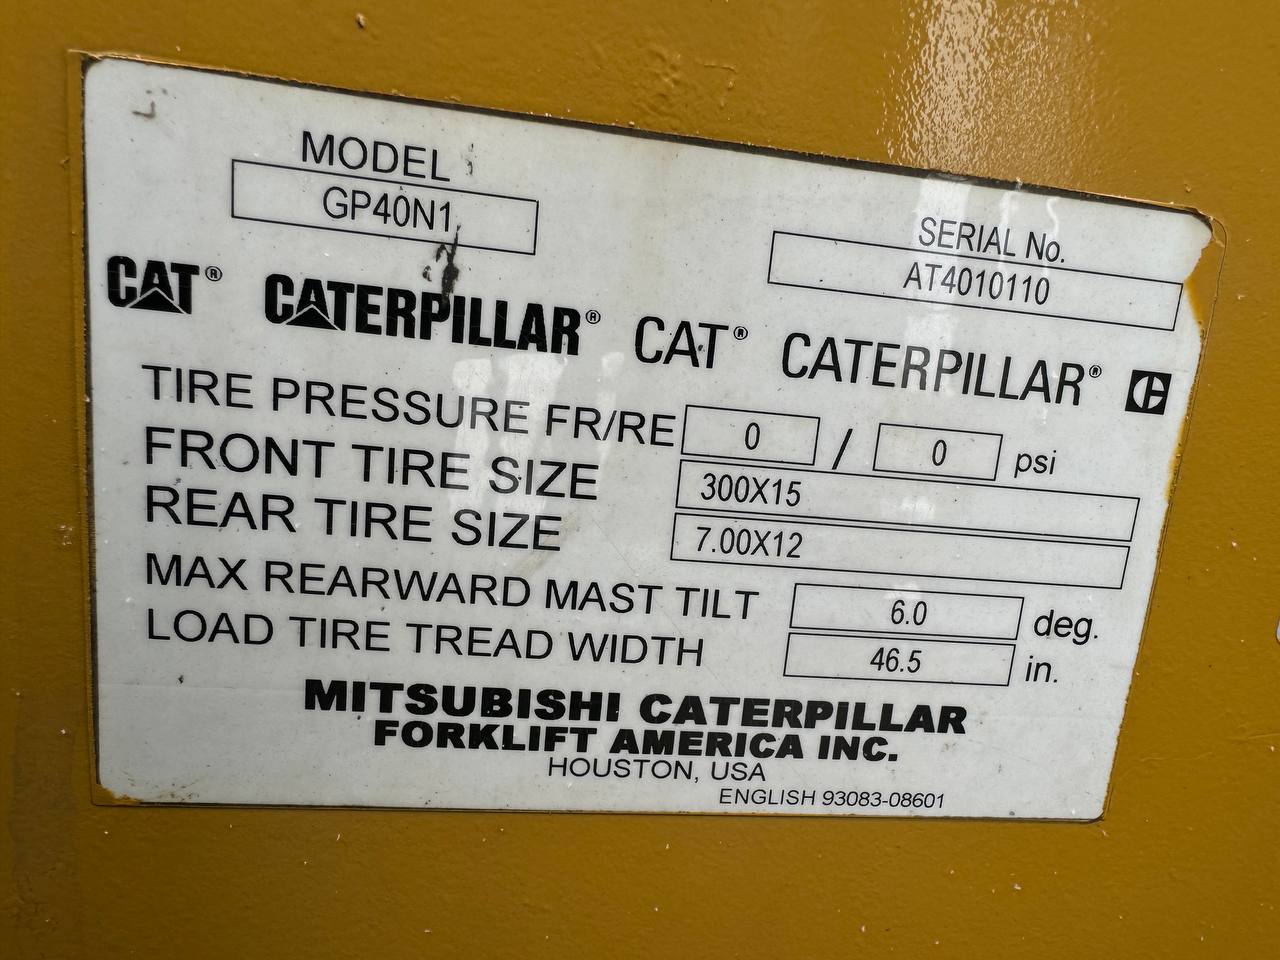 MODEL
GP40N1
SERIAL No.
AT4010110
CAT® CATERPILLAR® CAT® CATERPILLAR®
TIRE PRESSURE FR/RE 0 / 0 psi
FRONT TIRE SIZE 300X15
REAR TIRE SIZE 7.00X12
MAX REARWARD MAST TILT 6.0 deg.
LOAD TIRE TREAD WIDTH 46.5 in.
MITSUBISHI CATERPILLAR
FORKLIFT AMERICA INC.
HOUSTON, USA
ENGLISH 93083-08601